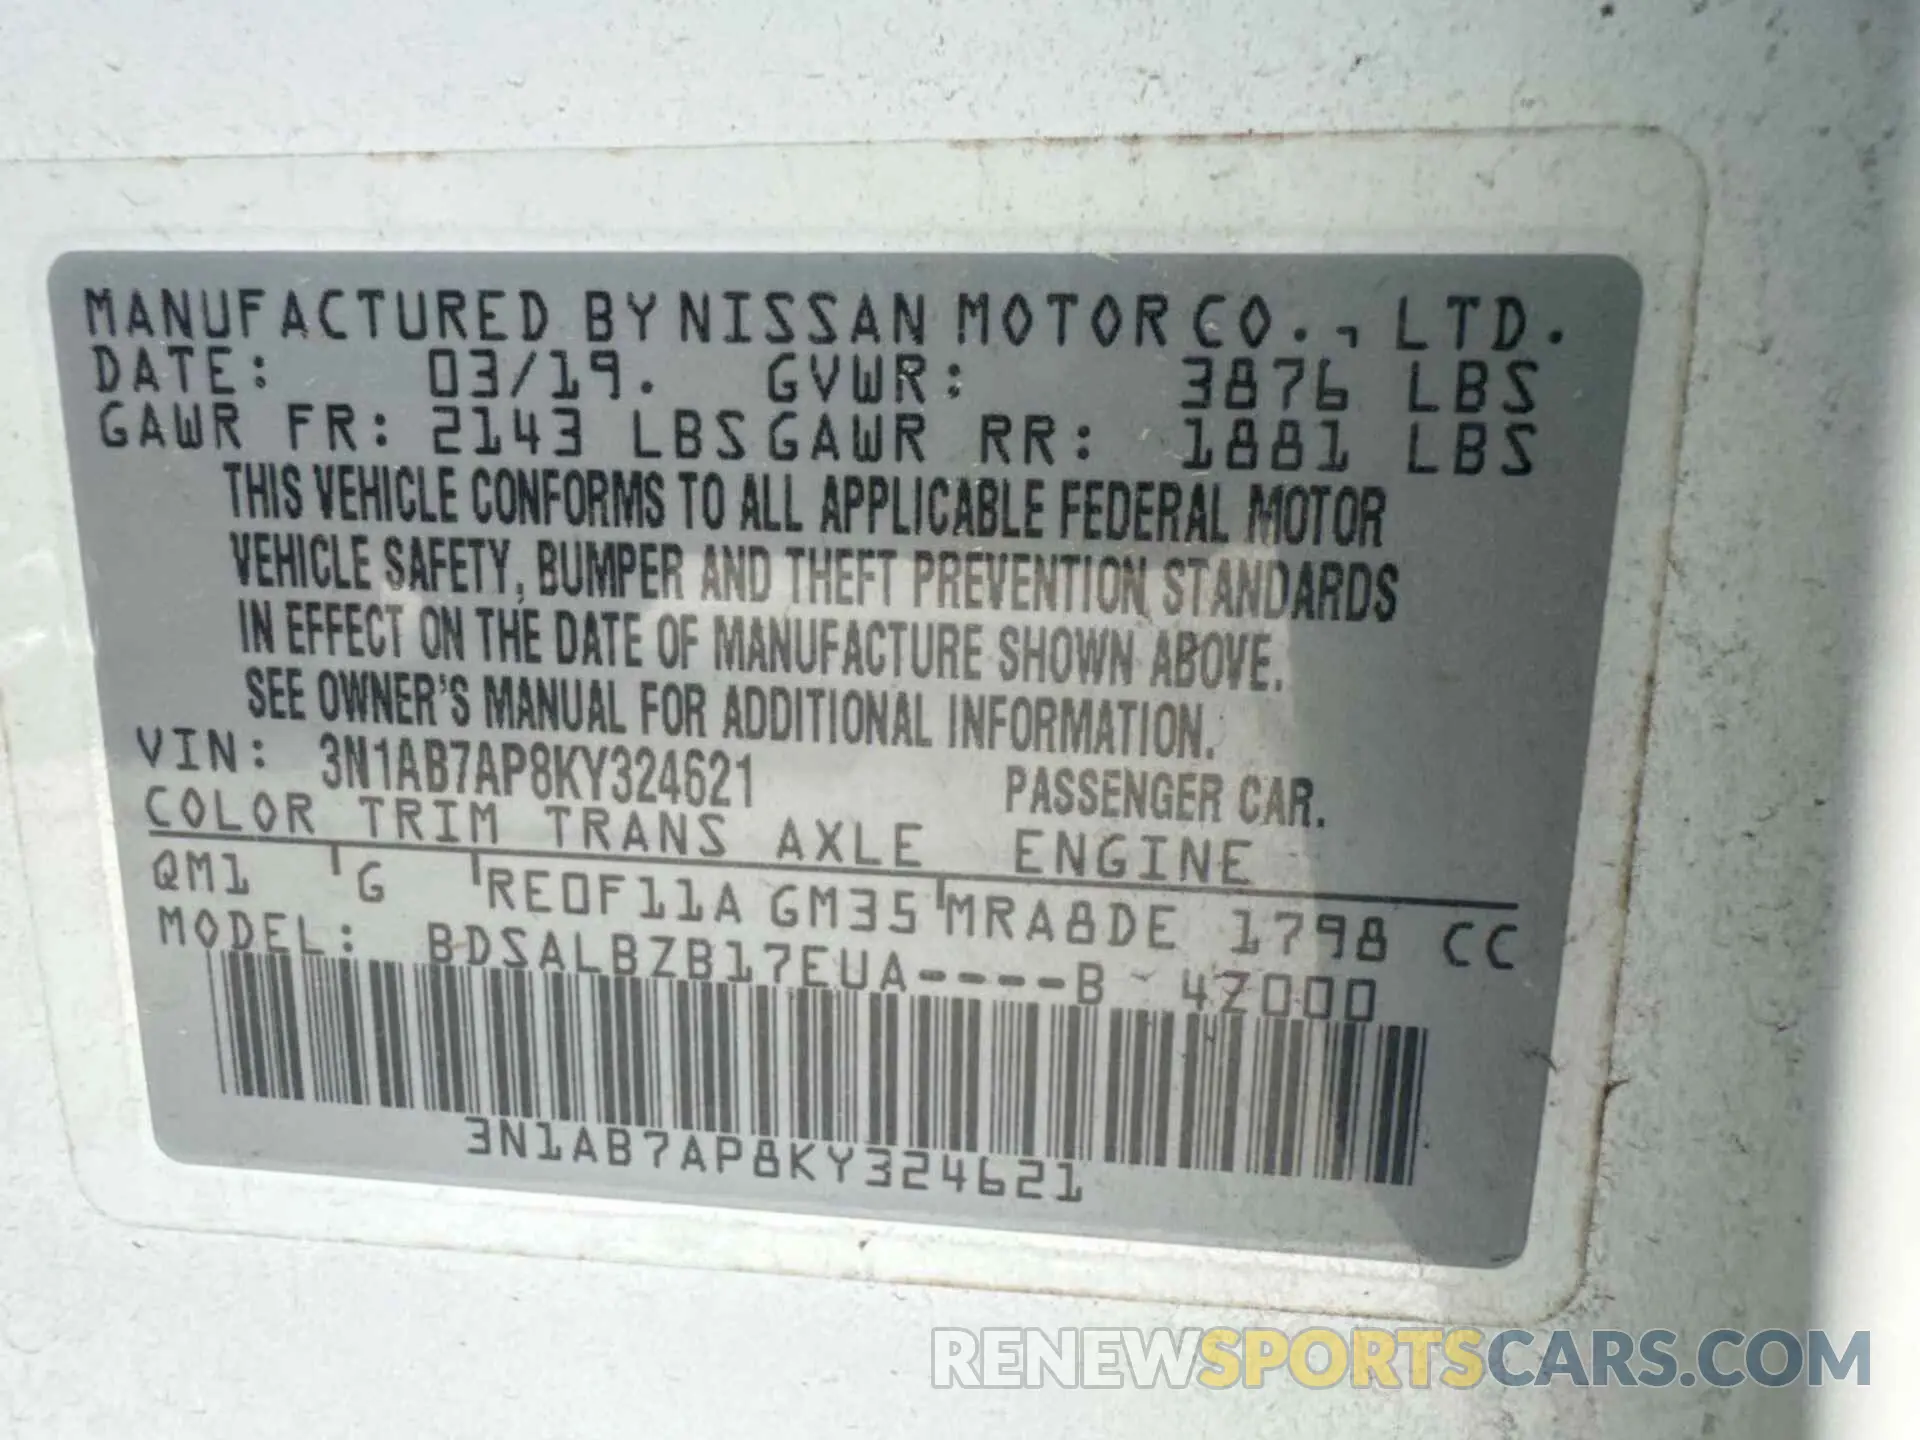 MANUFACTURED BY NISSAN MOTOR CO., LTD.
DATE: 03/19. GVWR: 3876 LBS
GAWR FR: 2143 LBS GAWR RR: 1881 LBS
THIS VEHICLE CONFORMS TO ALL APPLICABLE FEDERAL MOTOR
VEHICLE SAFETY, BUMPER AND THEFT PREVENTION STANDARDS
IN EFFECT ON THE DATE OF MANUFACTURE SHOWN ABOVE.
SEE OWNER'S MANUAL FOR ADDITIONAL INFORMATION.
VIN: 3N1AB7AP8KY324621 PASSENGER CAR.
COLOR TRIM TRANS AXLE ENGINE
QM1 G RE0F11A GM35 MRA8DE 1798 CC
MODEL: BDSALBZB17EUA----B 4Z000
3N1AB7AP8KY324621
RENEWSPORTSCARS.COM